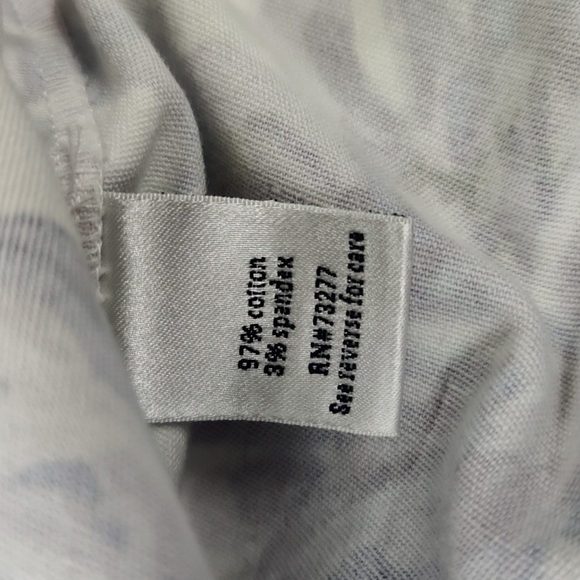 97% cotton
3% spandex
RN#73277
See reverse for care